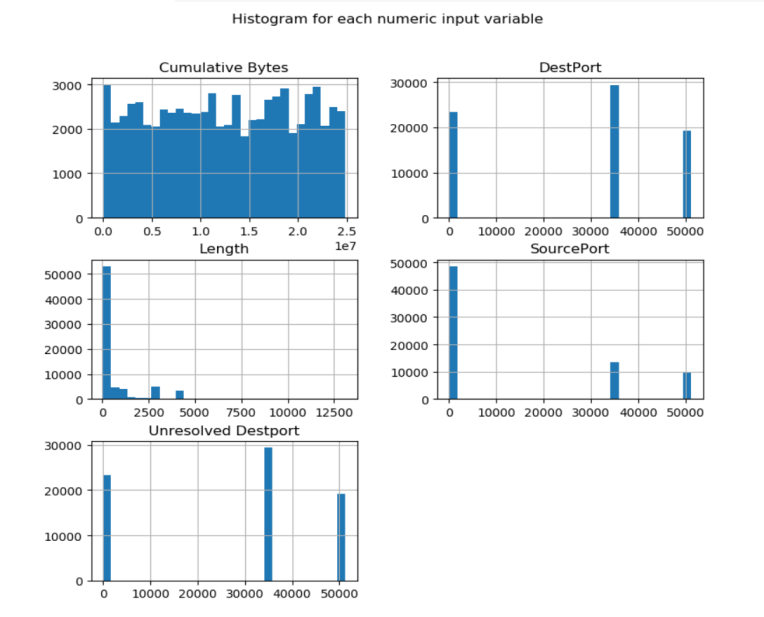 Histogram for each numeric input variable
Cumulative Bytes
3000
2000
1000
0
0.0 0.5 1.0 1.5 2.0 2.5
1e7
DestPort
30000
20000
10000
0
0 10000 20000 30000 40000 50000
Length
50000
40000
30000
20000
10000
0
0 2500 5000 7500 10000 12500
SourcePort
50000
40000
30000
20000
10000
0
0 10000 20000 30000 40000 50000
Unresolved Destport
30000
20000
10000
0
0 10000 20000 30000 40000 50000